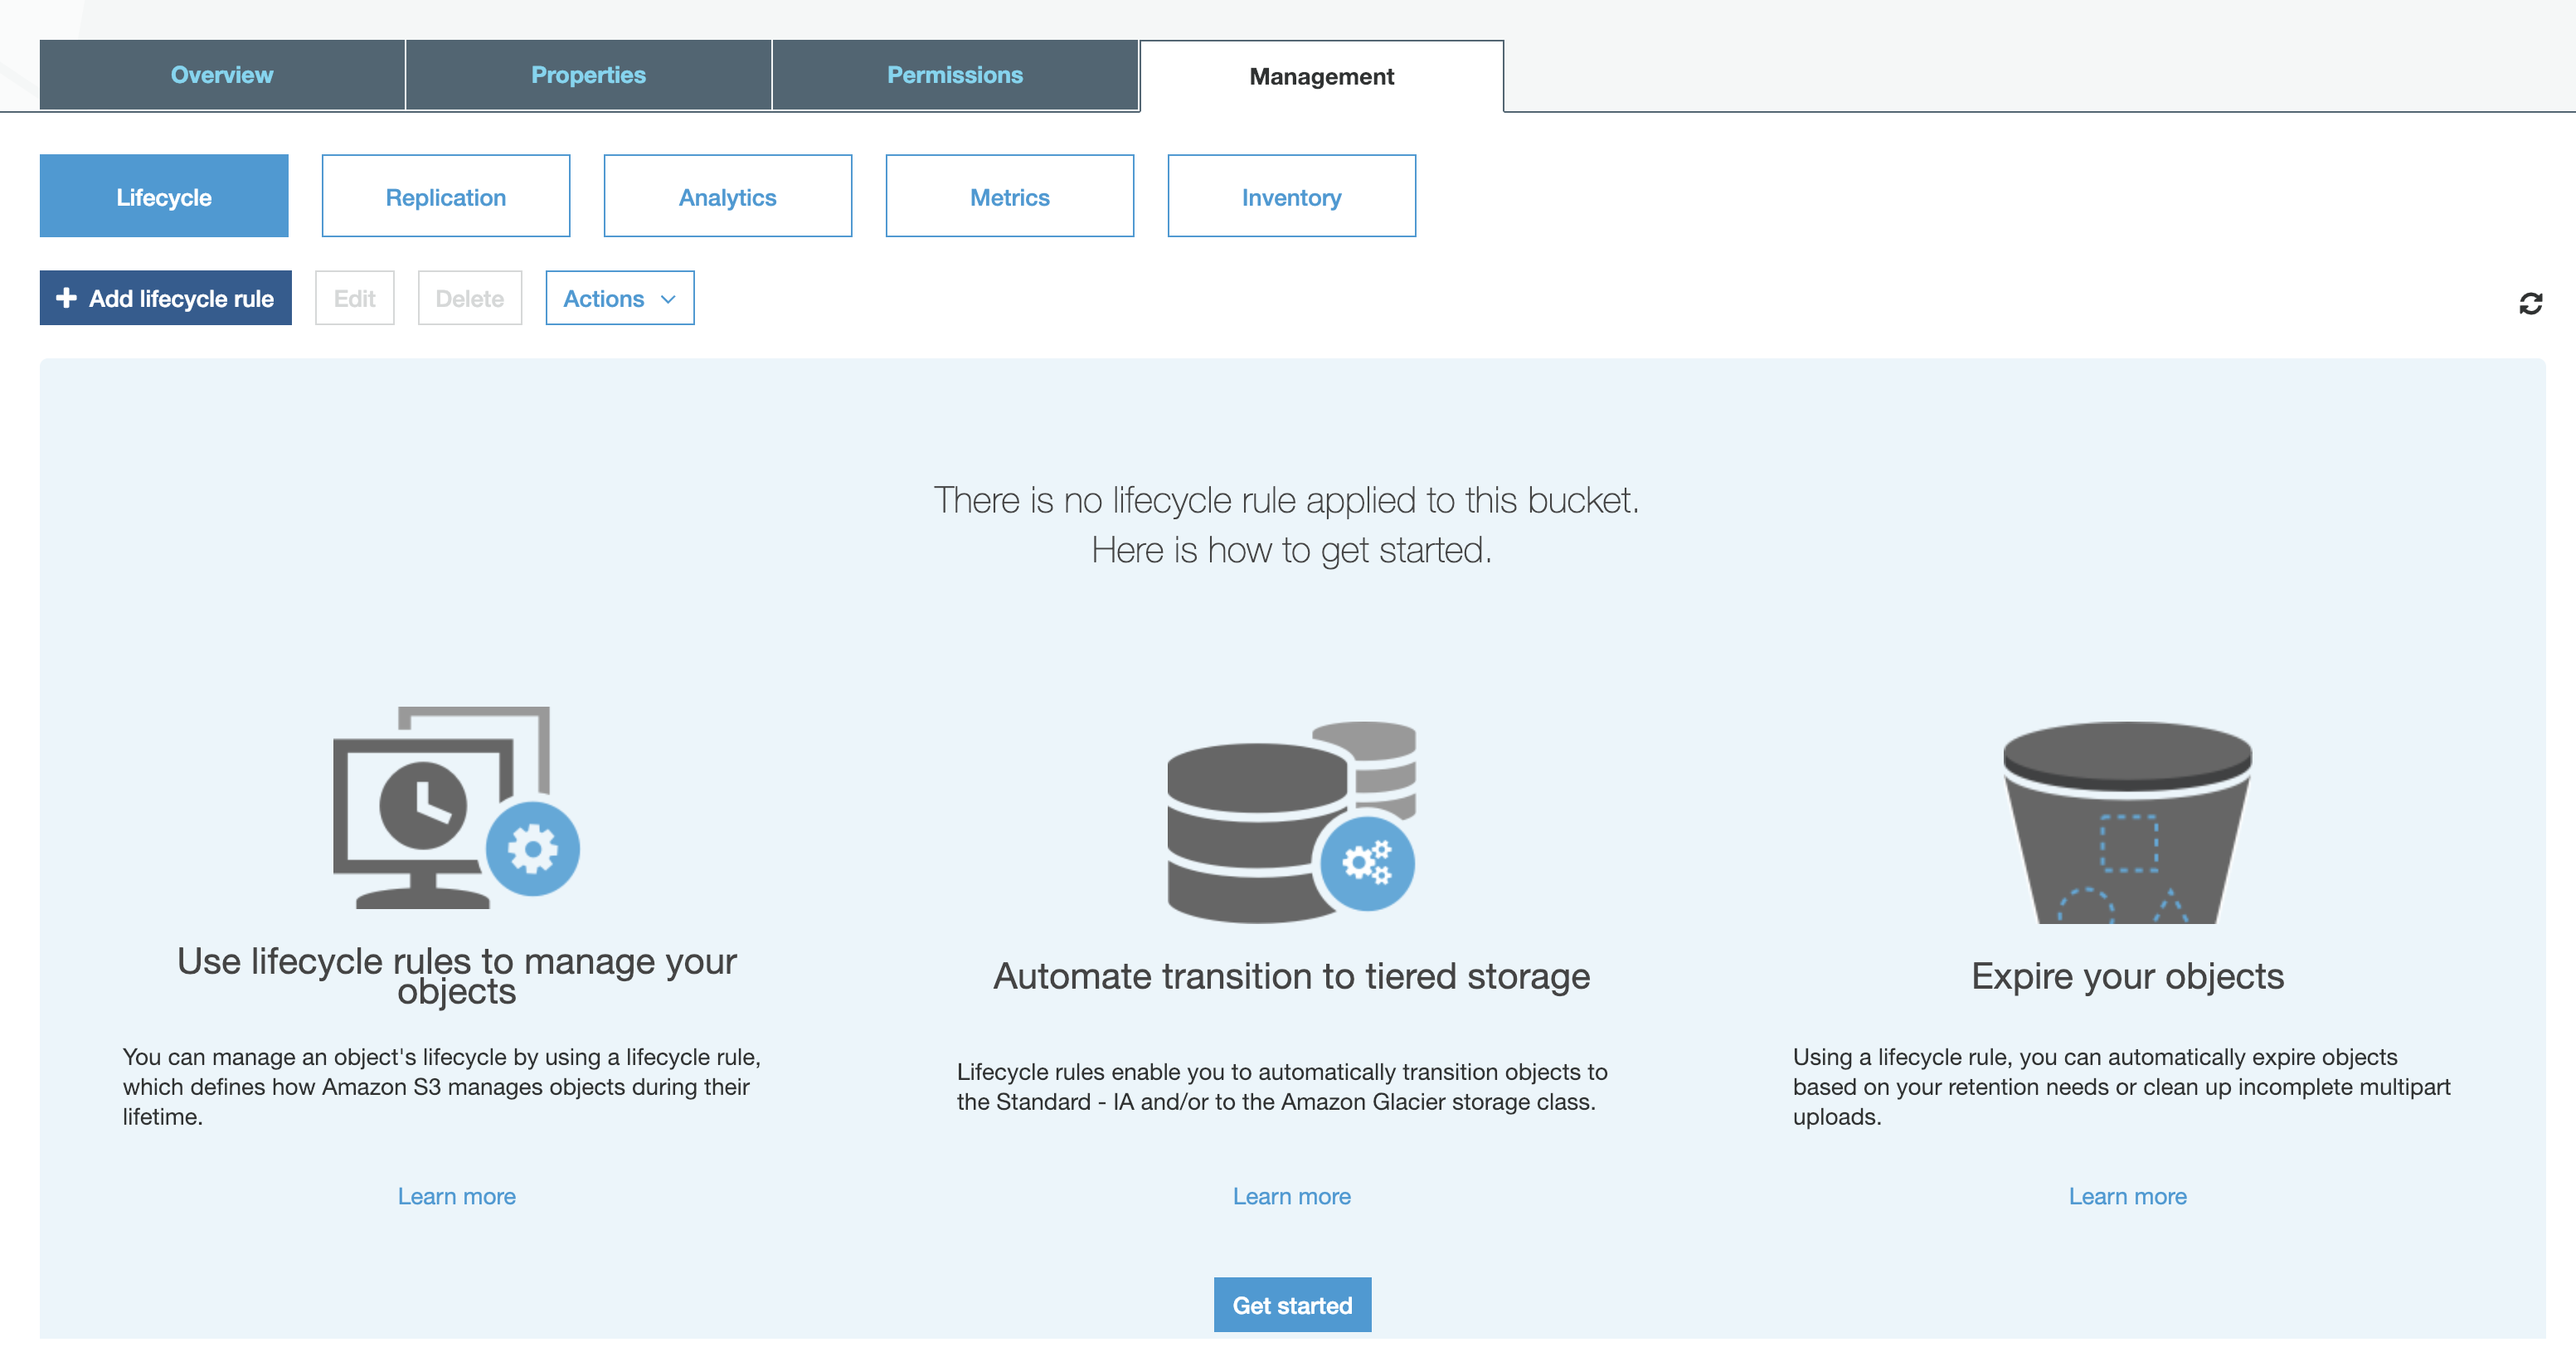 Overview
Properties
Permissions
Management
Lifecycle
Replication
Analytics
Metrics
Inventory
Add lifecycle rule
Edit
Delete
Actions
There is no lifecycle rule applied to this bucket.
Here is how to get started.
Use lifecycle rules to manage your
objects
You can manage an object's lifecycle by using a lifecycle rule,
which defines how Amazon S3 manages objects during their
lifetime.
Learn more
Automate transition to tiered storage
Lifecycle rules enable you to automatically transition objects to
the Standard - IA and/or to the Amazon Glacier storage class.
Learn more
Expire your objects
Using a lifecycle rule, you can automatically expire objects
based on your retention needs or clean up incomplete multipart
uploads.
Learn more
Get started